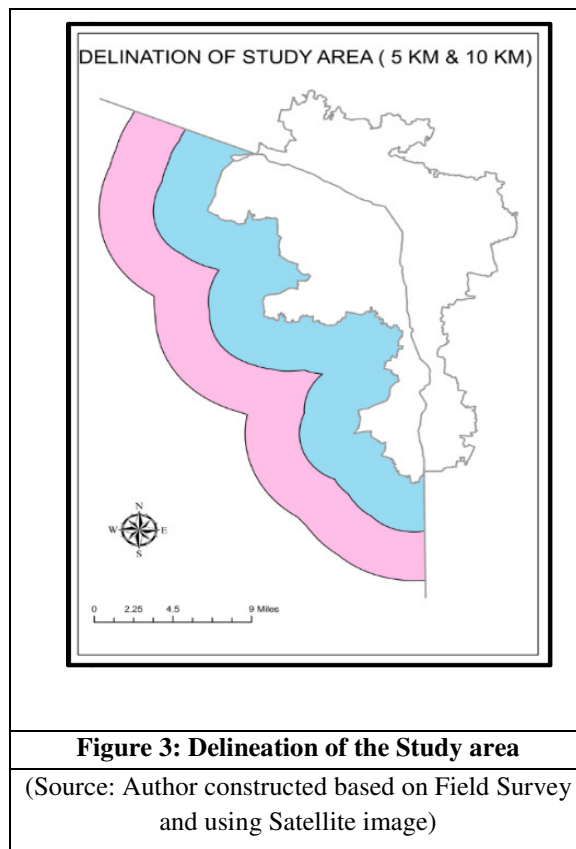 DELINATION OF STUDY AREA ( 5 KM & 10 KM)
N
W E
S
0 2.25 4.5 9 Miles
Figure 3: Delineation of the Study area
(Source: Author constructed based on Field Survey
and using Satellite image)